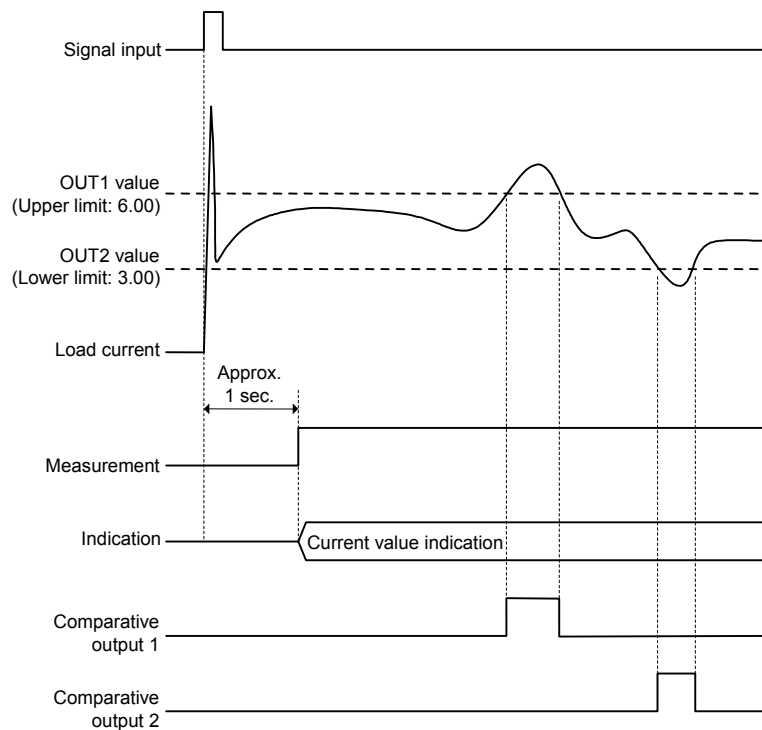 Signal input
OUT1 value
(Upper limit: 6.00)
OUT2 value
(Lower limit: 3.00)
Load current
Approx.
1 sec.
Measurement
Indication
Current value indication
Comparative
output 1
Comparative
output 2